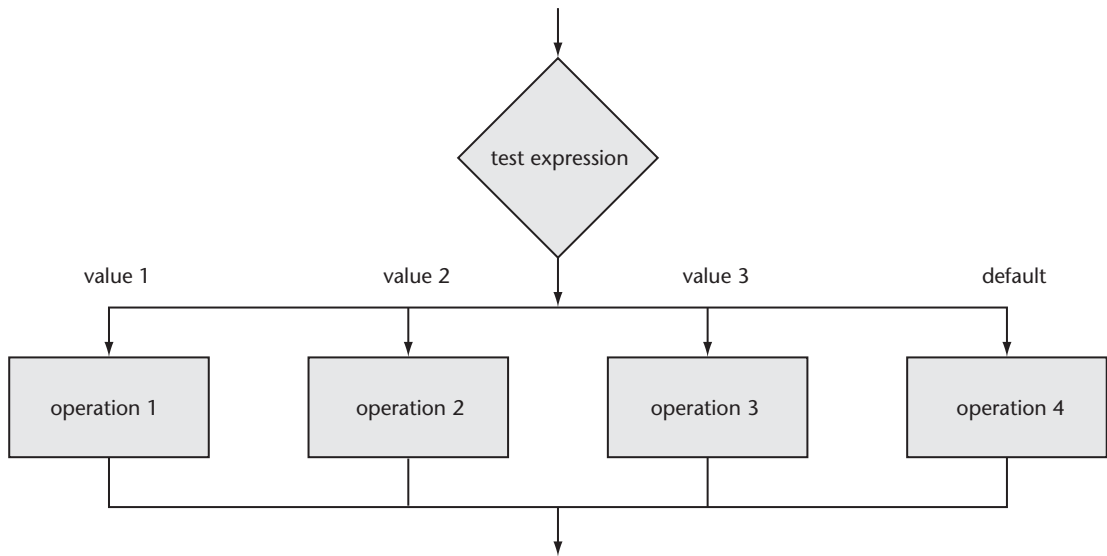 test expression
value 1
value 2
value 3
default
operation 1
operation 2
operation 3
operation 4